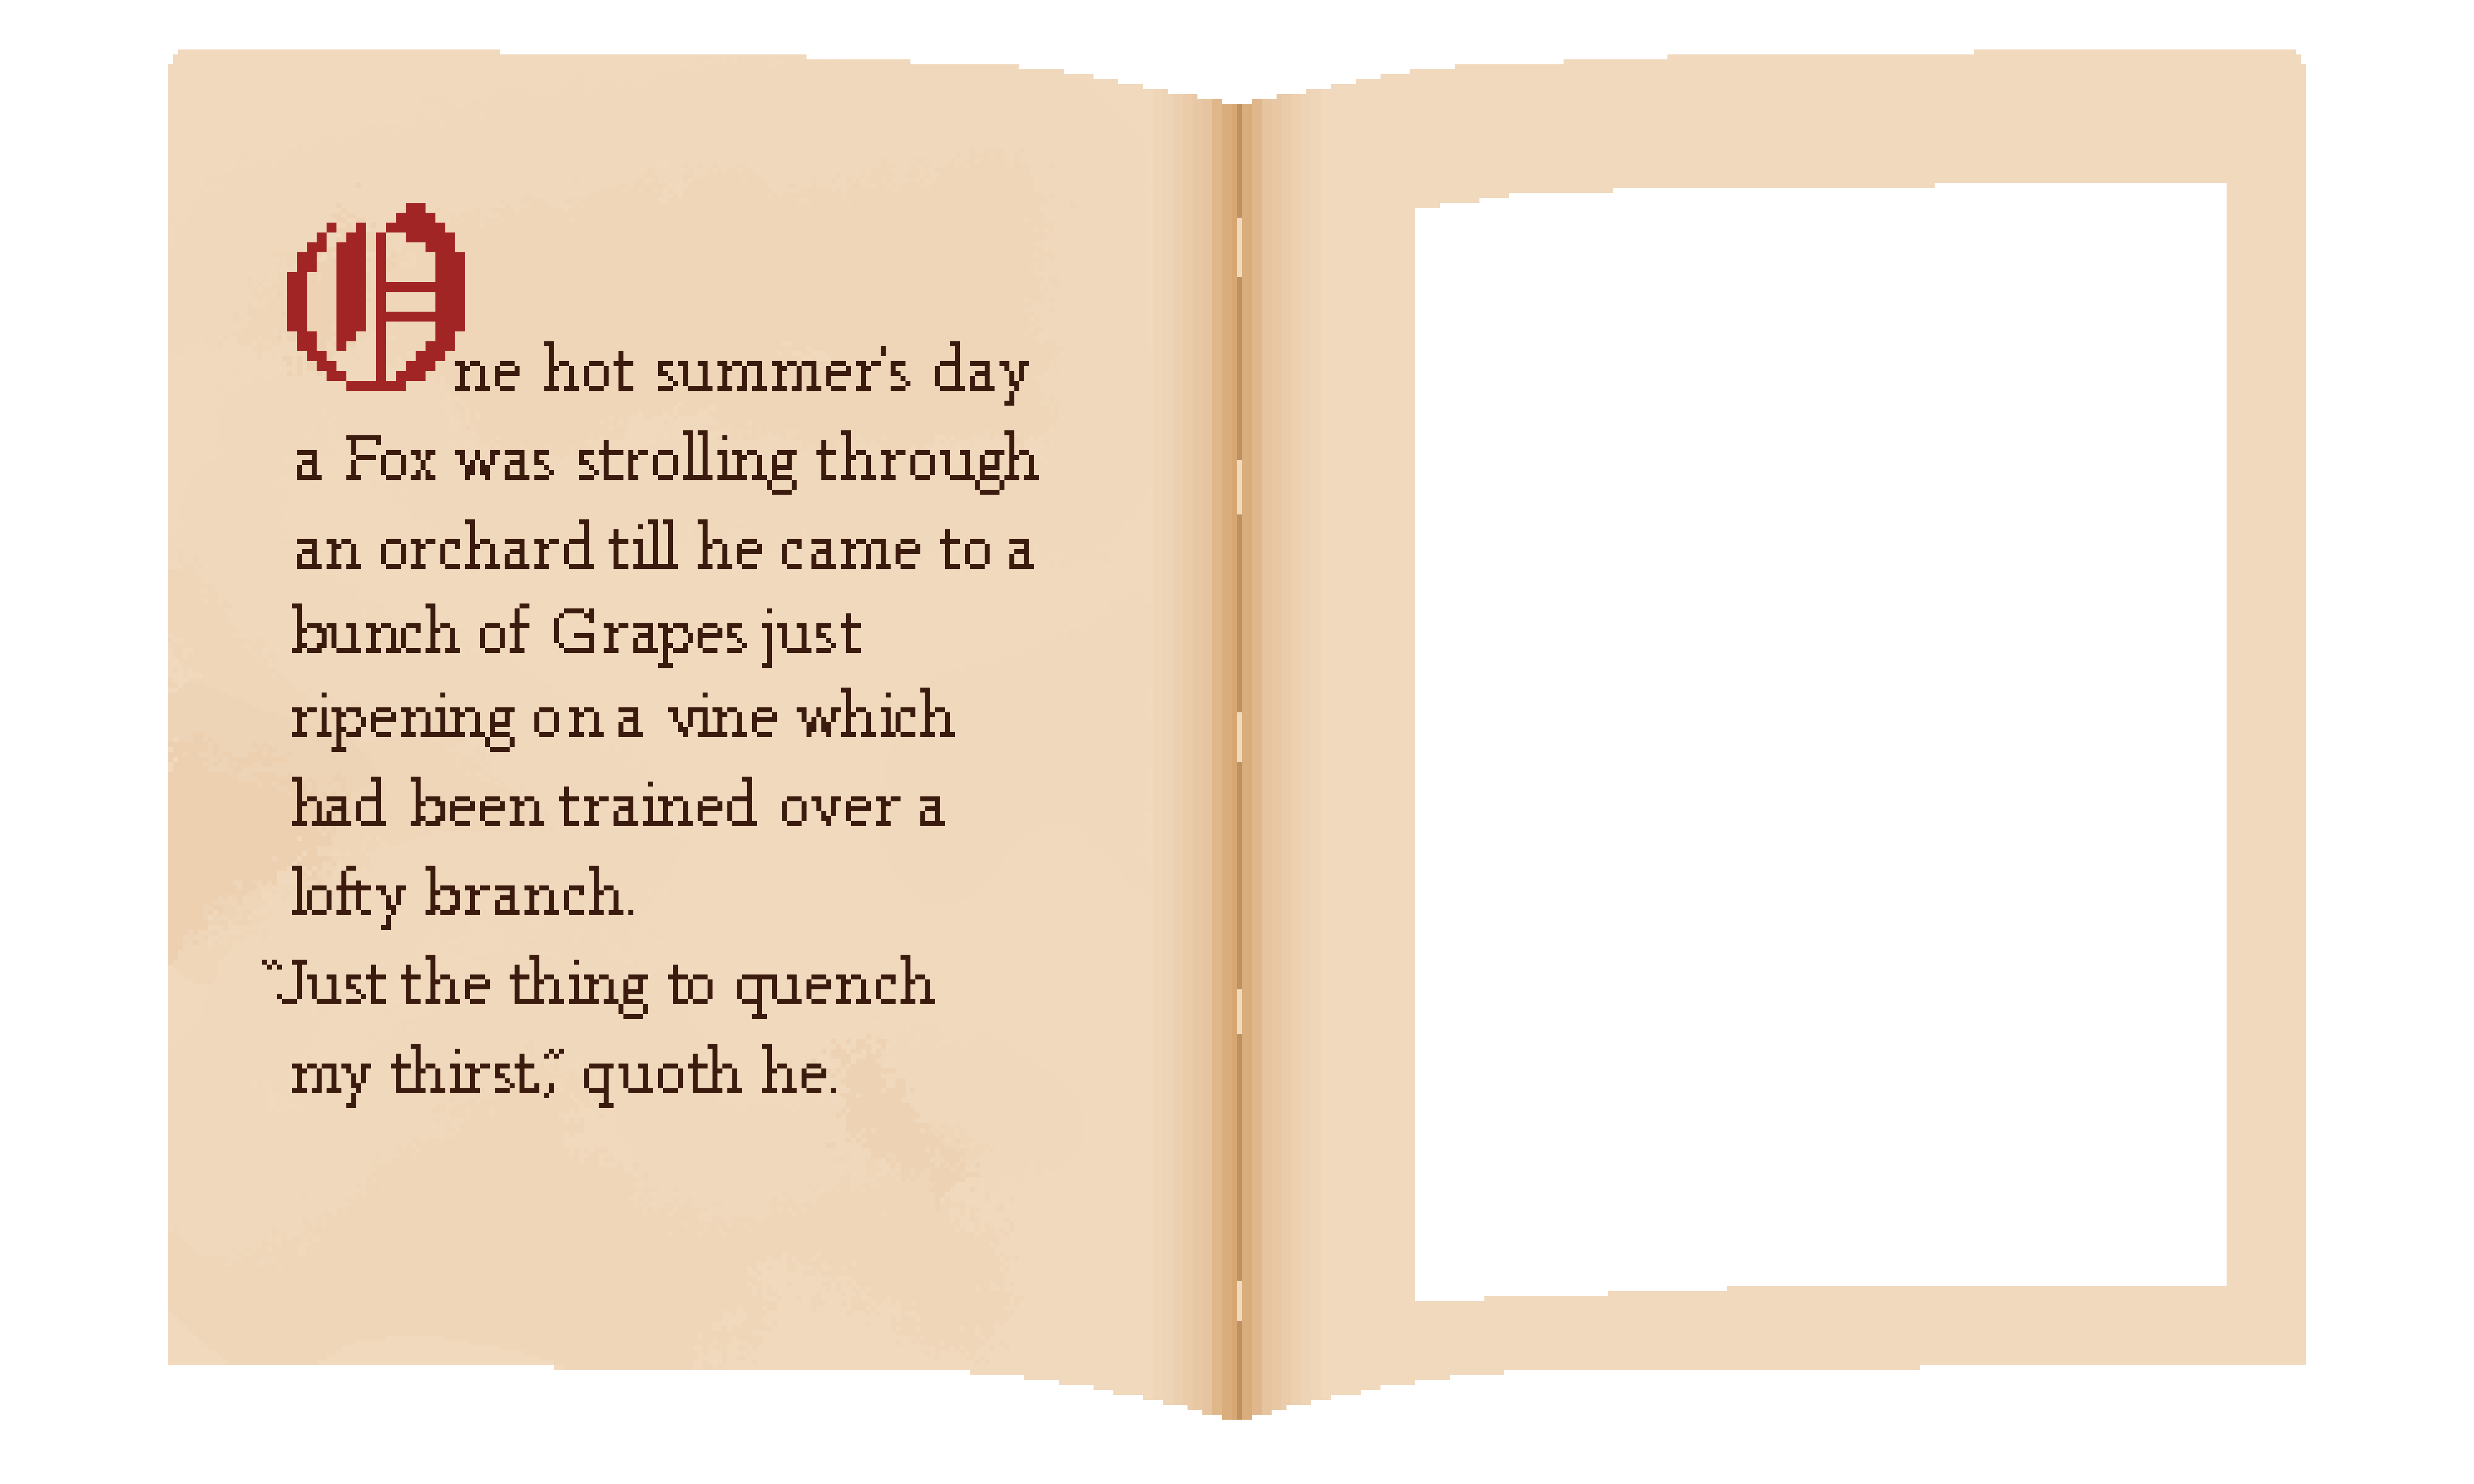 One hot summer's day
a Fox was strolling through
an orchard till he came to a
bunch of Grapes just
ripening on a vine which
had been trained over a
lofty branch.
"Just the thing to quench
my thirst," quoth he.